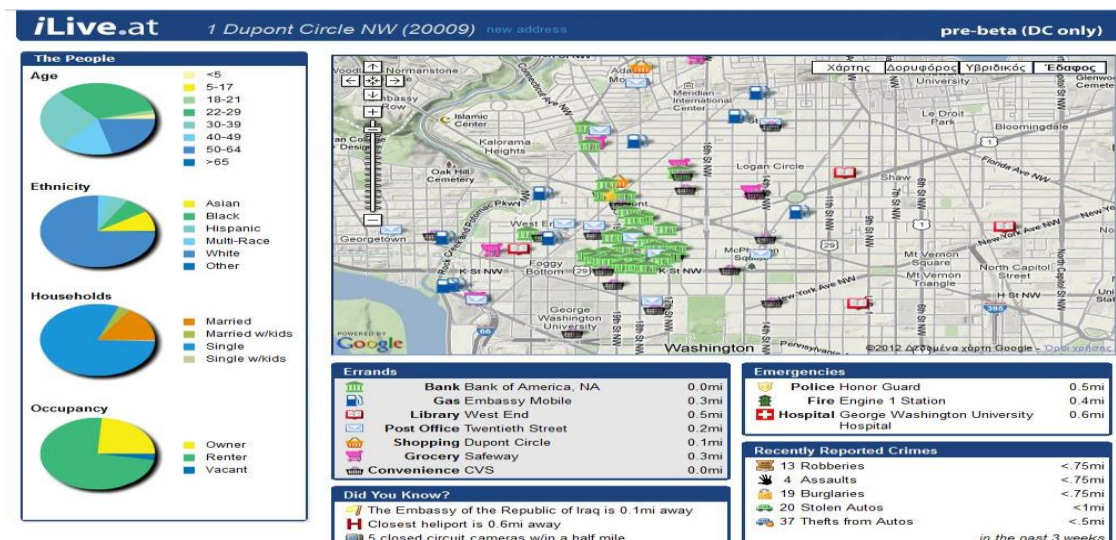 iLive.at
1 Dupont Circle NW (20009) new address
pre-beta (DC only)
The People
Age
<5
5-17
18-21
22-29
30-39
40-49
50-64
>65
Ethnicity
Asian
Black
Hispanic
Multi-Race
White
Other
Households
Married
Married w/kids
Single
Single w/kids
Occupancy
Owner
Renter
Vacant
Χάρτης Δορυφόρος Υβριδικός Έδαφος
Normanstone
Meridian
International
Center
Islamic
Center
Kalorama
Heights
Oak Hill
Cemetery
University
Le Droit
Park
Bloomingdale
Glenwood
Logan Circle
Shaw
Florida Ave NW
Georgetown
Foggy
Bottom
K St NW
K St NW
George
Washington
University
Mt Vernon
Square
Mt Vernon
Triangle
North Capitol
Street
H St NW
New York Ave NW
Washington
POWERED BY
Google
©2012 Δεδομένα χάρτη Google - Όροι χρήσης
Errands
Bank Bank of America, NA 0.0mi
Gas Embassy Mobile 0.3mi
Library West End 0.5mi
Post Office Twentieth Street 0.2mi
Shopping Dupont Circle 0.1mi
Grocery Safeway 0.3mi
Convenience CVS 0.0mi
Did You Know?
The Embassy of the Republic of Iraq is 0.1mi away
Closest heliport is 0.6mi away
5 closed circuit cameras w/in a half mile
Emergencies
Police Honor Guard 0.5mi
Fire Engine 1 Station 0.4mi
Hospital George Washington University 0.6mi
Hospital
Recently Reported Crimes
13 Robberies <.75mi
4 Assaults <.75mi
19 Burglaries <.75mi
20 Stolen Autos <1mi
37 Thefts from Autos <.5mi
in the past 3 weeks